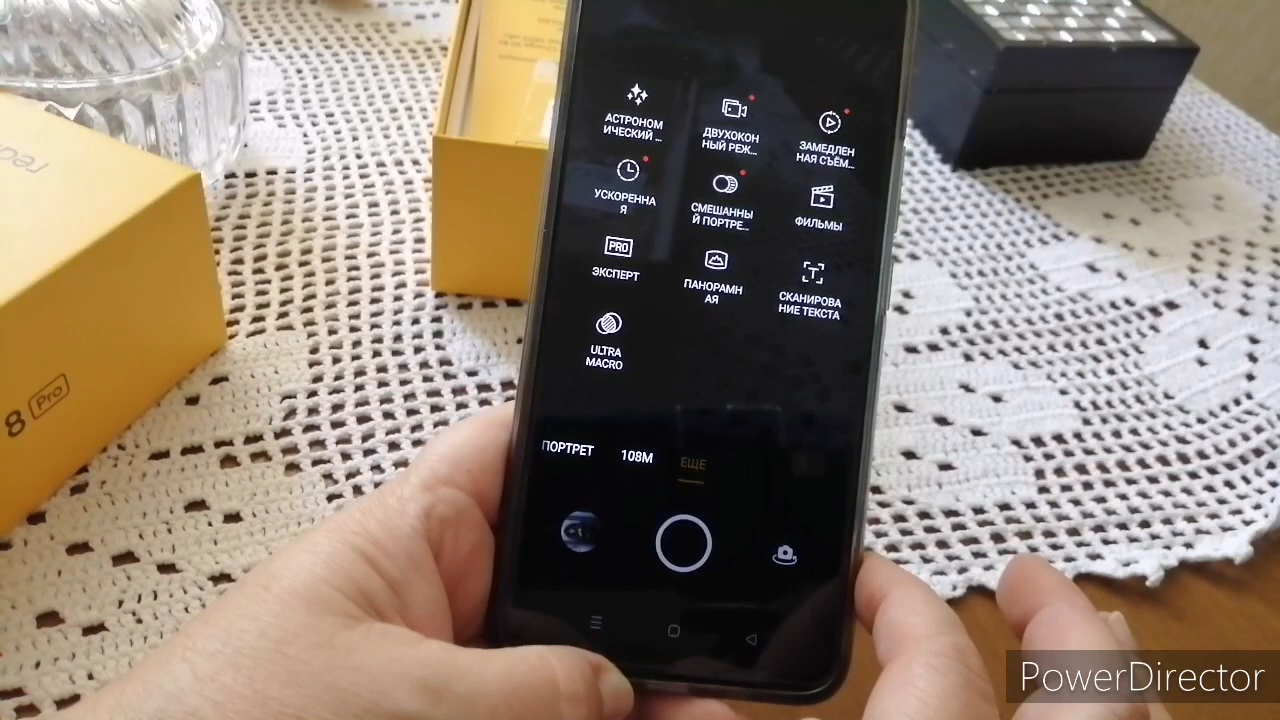 АСТРОНОМ
ИЧЕСКИЙ ...
ДВУХОКОН
НЫЙ РЕЖ...
ЗАМЕДЛЕН
НАЯ СЪЁМ...
УСКОРЕННА
Я
СМЕШАННЫ
Й ПОРТРЕ...
ФИЛЬМЫ
PRO
ЭКСПЕРТ
ПАНОРАМН
АЯ
T
СКАНИРОВА
НИЕ ТЕКСТА
ULTRA
MACRO
ПОРТРЕТ
108M
ЕЩЕ
8 Pro
PowerDirector